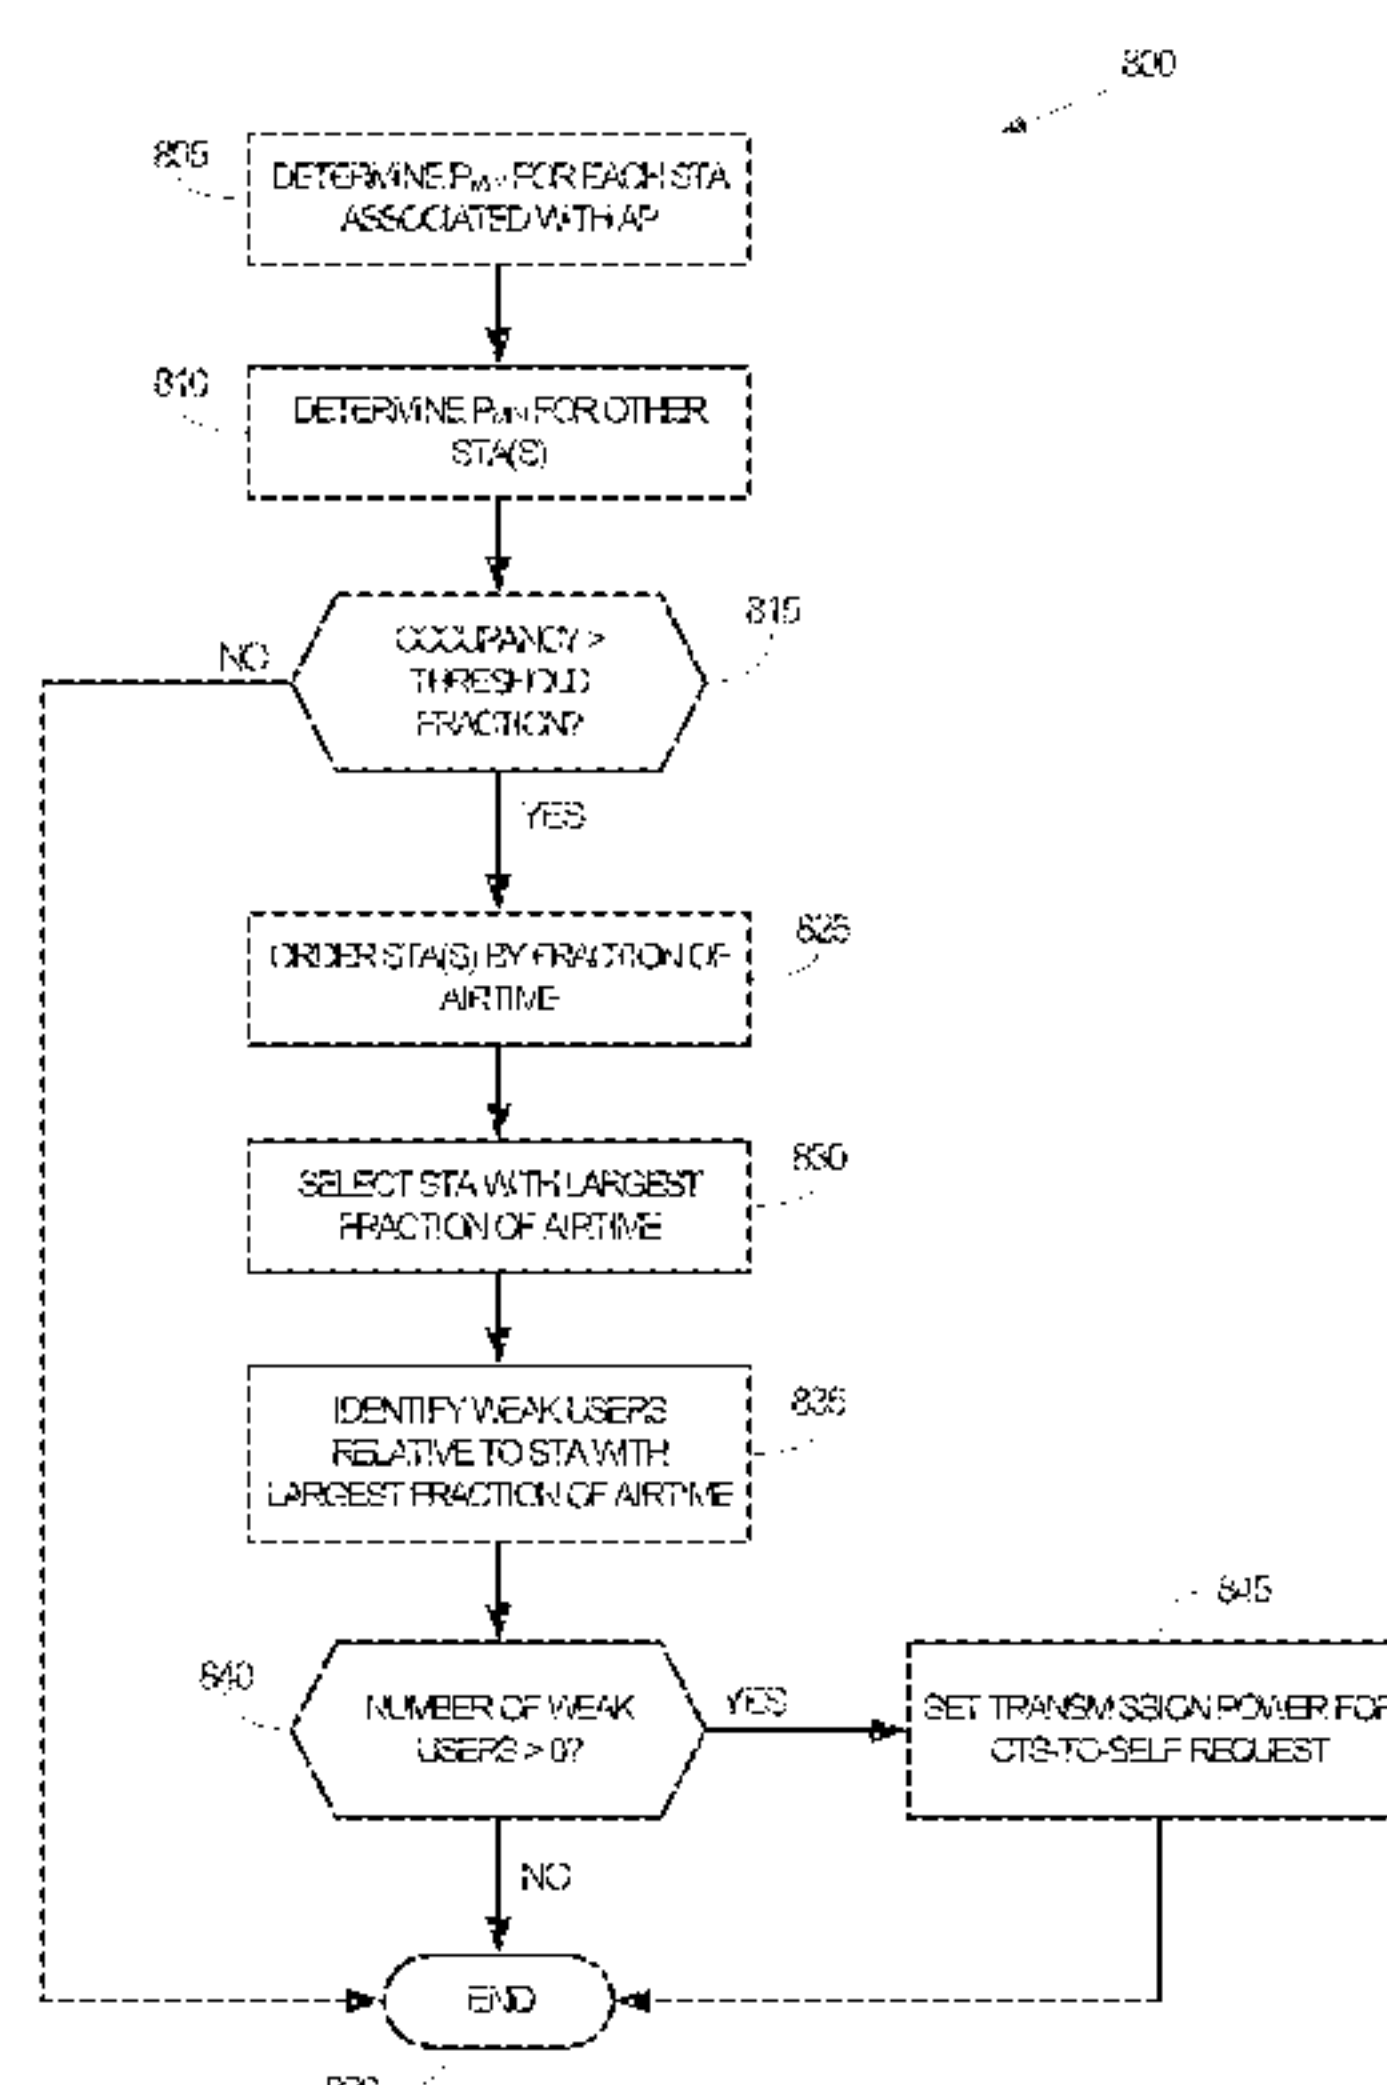 800
805
DETERMINE PMIN FOR EACH STA
ASSOCIATED WITH AP
810
DETERMINE PMIN FOR OTHER
STA(S)
815
OCCUPANCY >
THRESHOLD
FRACTION?
NO
YES
825
ORDER STA(S) BY FRACTION OF
AIRTIME
830
SELECT STA WITH LARGEST
FRACTION OF AIRTIME
835
IDENTIFY WEAK USERS
RELATIVE TO STA WITH
LARGEST FRACTION OF AIRTIME
840
NUMBER OF WEAK
USERS > 0?
YES
845
SET TRANSMISSION POWER FOR
CTS-TO-SELF REQUEST
NO
END